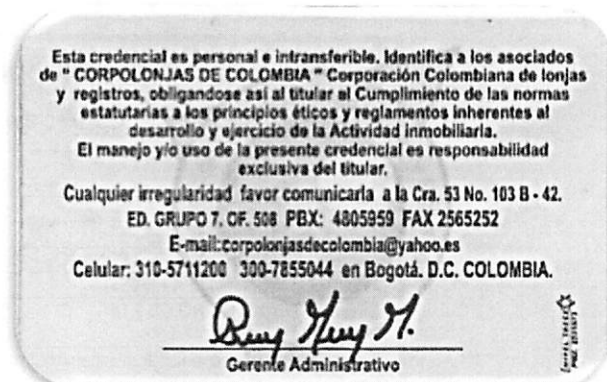 Esta credencial es personal e intransferible. Identifica a los asociados
de " CORPOLONJAS DE COLOMBIA " Corporación Colombiana de lonjas
y registros, obligandose asi al titular al Cumplimiento de las normas
estatutarias a los principios éticos y reglamentos inherentes al
desarrollo y ejercicio de la Actividad inmobiliaria.
El manejo y/o uso de la presente credencial es responsabilidad
exclusiva del titular.
Cualquier irregularidad favor comunicarla a la Cra. 53 No. 103 B - 42.
ED. GRUPO 7. OF. 508 PBX: 4805959 FAX 2565252
E-mail:corpolonjasdecolombia@yahoo.es
Celular: 310-5711200 300-7855044 en Bogotá. D.C. COLOMBIA.
Gerente Administrativo